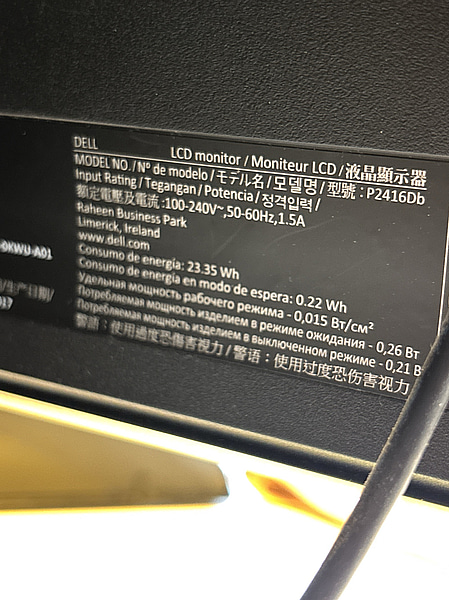 DELL
LCD monitor / Moniteur LCD / 液晶顯示器
MODEL NO. / Nº de modelo / モデル名 / 모델명 / 型號 : P2416Db
Input Rating / Tegangan / Potencia / 정격입력 /
額定電壓及電流 :100-240V~,50-60Hz,1.5A
Raheen Business Park
Limerick, Ireland
www.dell.com
Consumo de energía: 23.35 Wh
Consumo de energía en modo de espera: 0.22 Wh
Удельная мощность рабочего режима - 0,015 Вт/см²
Потребляемая мощность изделием в режиме ожидания - 0,26 Вт
Потребляемая мощность изделием в выключенном режиме - 0,21 В
警語 : 使用過度恐傷害視力 / 警语 : 使用过度恐伤害视力
-A01
/生产日期/
017